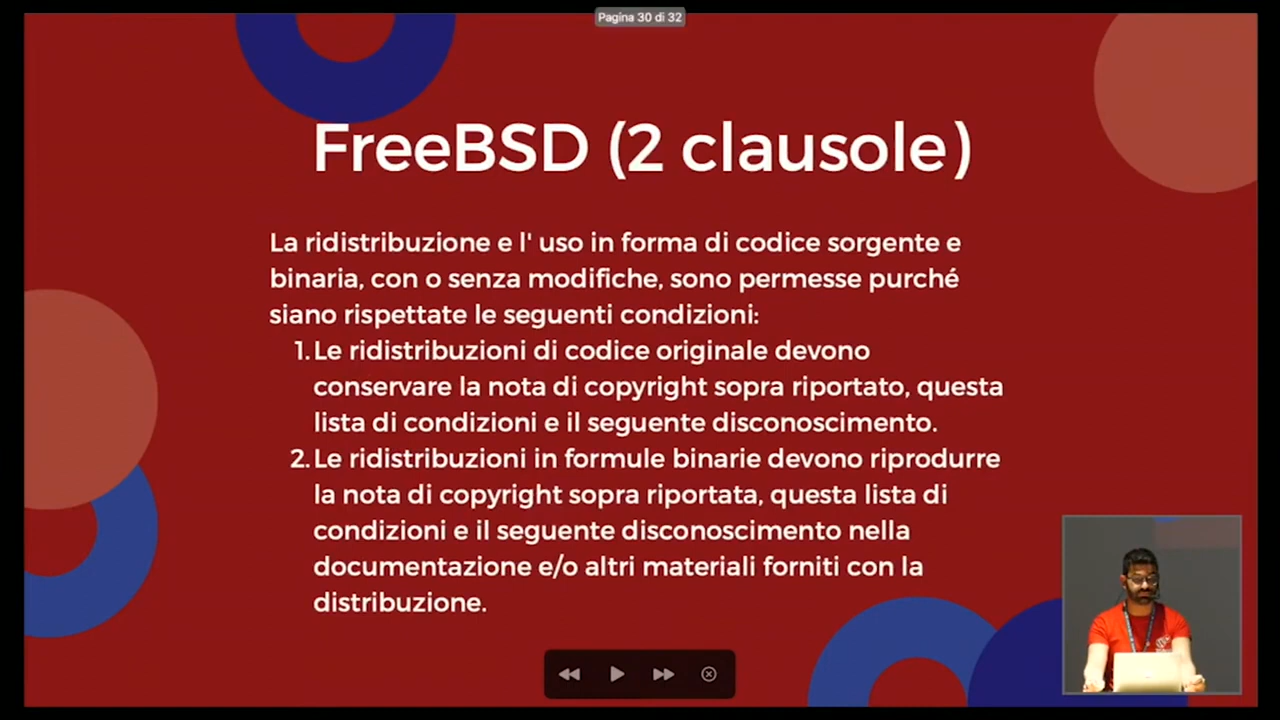 Pagina 30 di 32
FreeBSD (2 clausole)
La ridistribuzione e l' uso in forma di codice sorgente e
binaria, con o senza modifiche, sono permesse purché
siano rispettate le seguenti condizioni:
1. Le ridistribuzioni di codice originale devono
conservare la nota di copyright sopra riportato, questa
lista di condizioni e il seguente disconoscimento.
2. Le ridistribuzioni in formule binarie devono riprodurre
la nota di copyright sopra riportata, questa lista di
condizioni e il seguente disconoscimento nella
documentazione e/o altri materiali forniti con la
distribuzione.